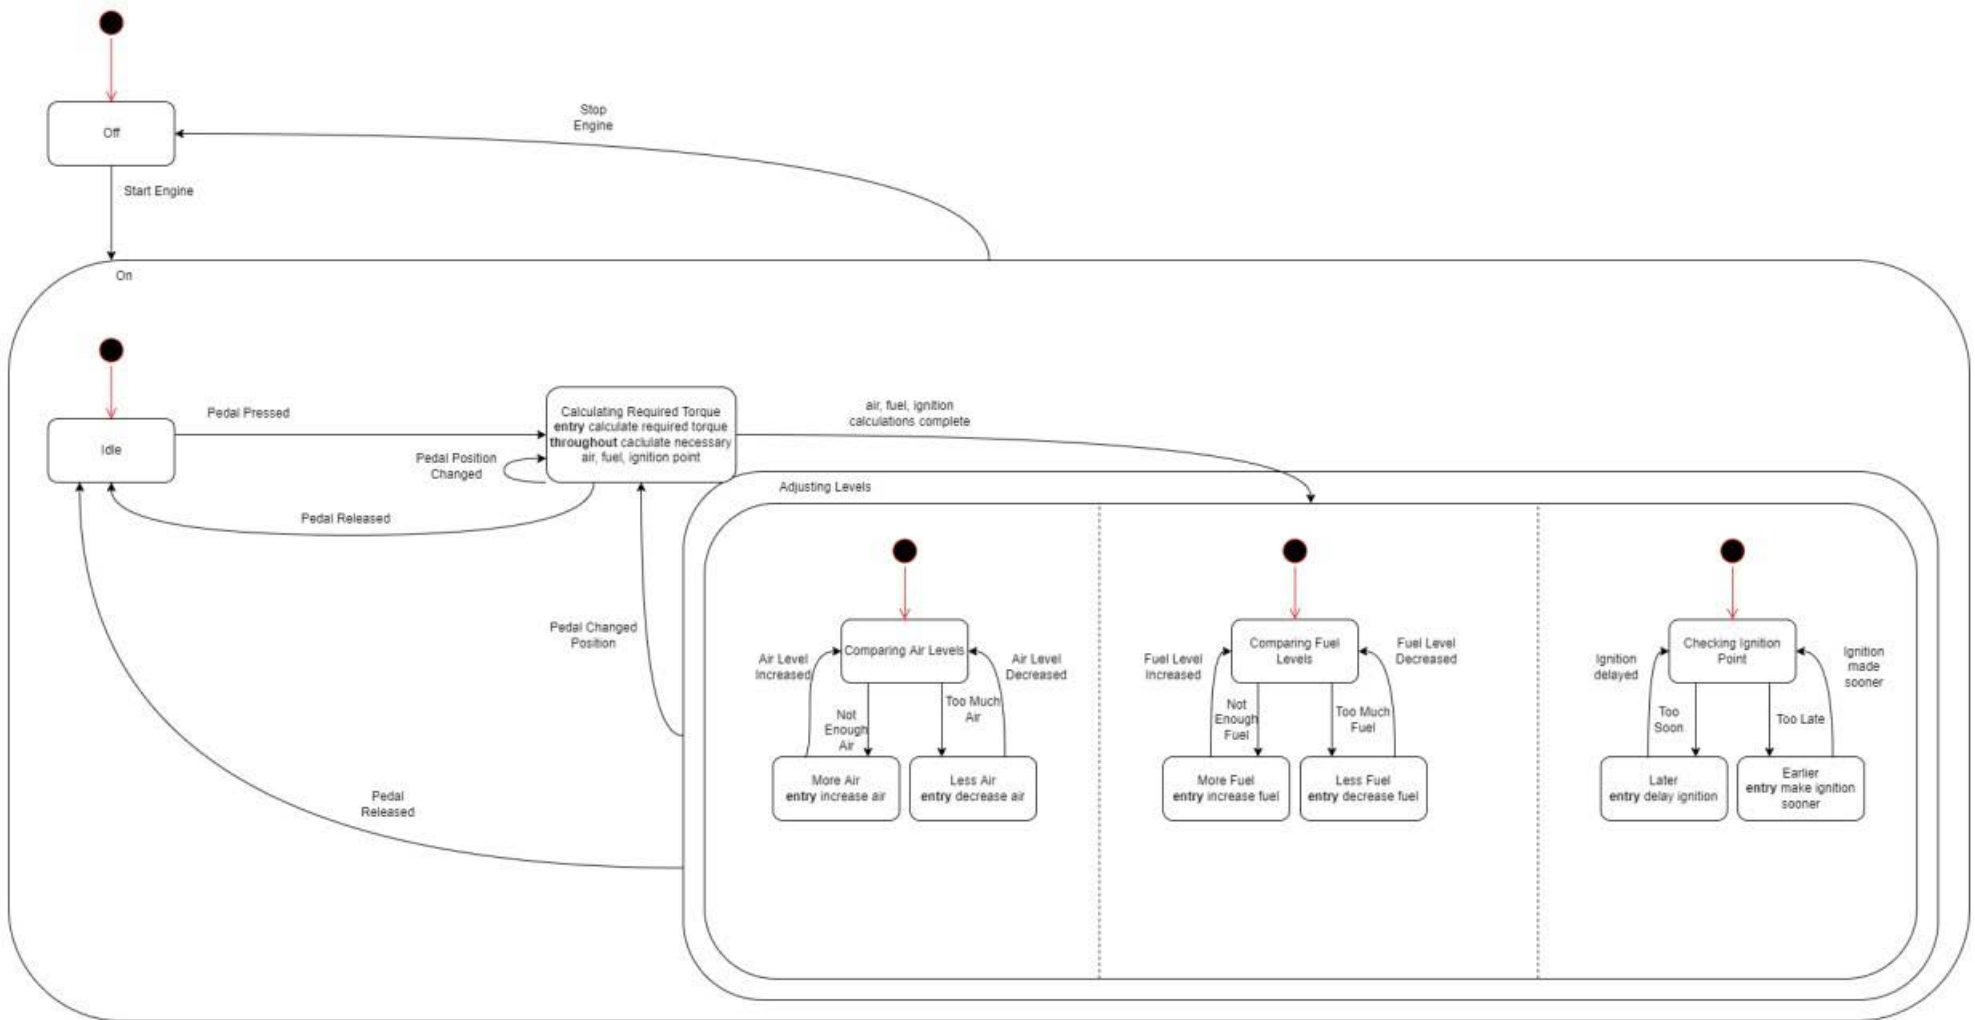 Stop
Engine
Off
Start Engine
On
Pedal Pressed
Idle
Calculating Required Torque
entry calculate required torque
throughout caclulate necessary
air, fuel, ignition point
air, fuel, ignition
calculations complete
Pedal Position
Changed
Pedal Released
Adjusting Levels
Pedal Changed
Position
Pedal
Released
Comparing Air Levels
Air Level
Increased
Air Level
Decreased
Not
Enough
Air
Too Much
Air
More Air
entry increase air
Less Air
entry decrease air
Comparing Fuel
Levels
Fuel Level
Increased
Fuel Level
Decreased
Not
Enough
Fuel
Too Much
Fuel
More Fuel
entry increase fuel
Less Fuel
entry decrease fuel
Checking Ignition
Point
Ignition
delayed
Ignition
made
sooner
Too
Soon
Too Late
Later
entry delay ignition
Earlier
entry make ignition
sooner